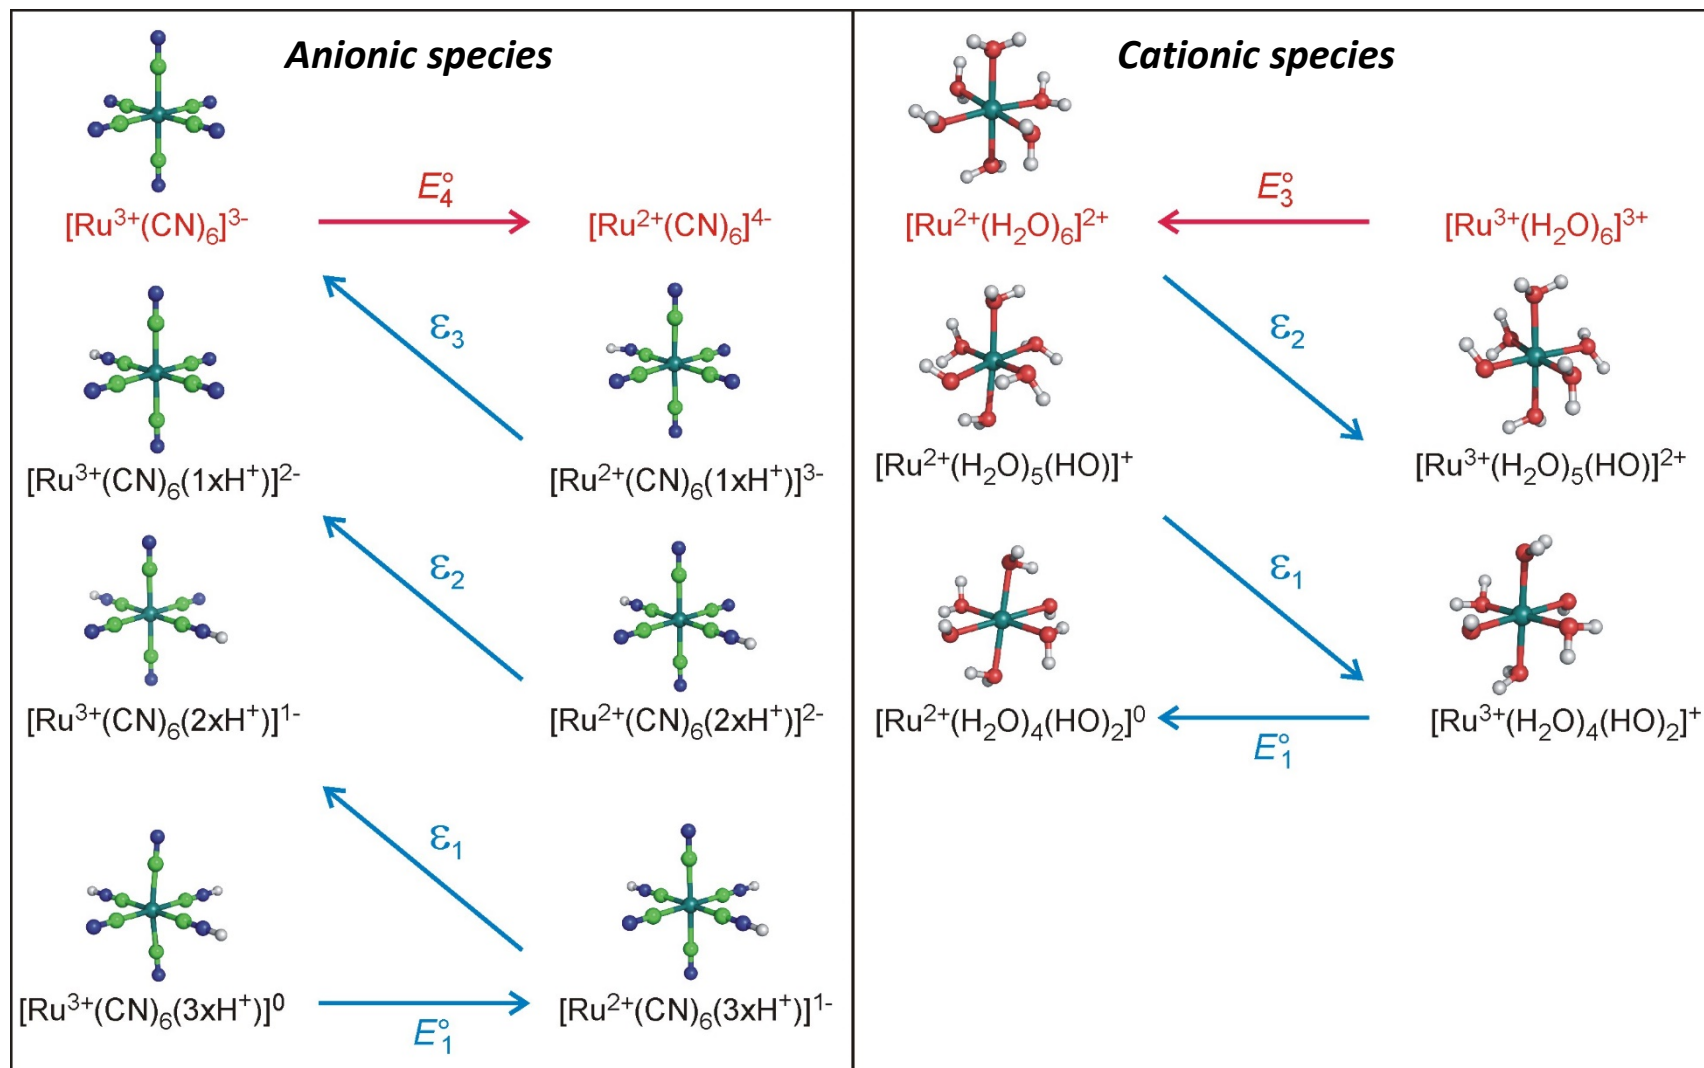 Anionic species
E°₄
[Ru³⁺(CN)₆]³⁻
[Ru²⁺(CN)₆]⁴⁻
ε₃
[Ru³⁺(CN)₆(1xH⁺)]²⁻
[Ru²⁺(CN)₆(1xH⁺)]³⁻
ε₂
[Ru³⁺(CN)₆(2xH⁺)]¹⁻
[Ru²⁺(CN)₆(2xH⁺)]²⁻
ε₁
[Ru³⁺(CN)₆(3xH⁺)]⁰
[Ru²⁺(CN)₆(3xH⁺)]¹⁻
E°₁
Cationic species
E°₃
[Ru²⁺(H₂O)₆]²⁺
[Ru³⁺(H₂O)₆]³⁺
ε₂
[Ru²⁺(H₂O)₅(HO)]⁺
[Ru³⁺(H₂O)₅(HO)]²⁺
ε₁
[Ru²⁺(H₂O)₄(HO)₂]⁰
[Ru³⁺(H₂O)₄(HO)₂]⁺
E°₁